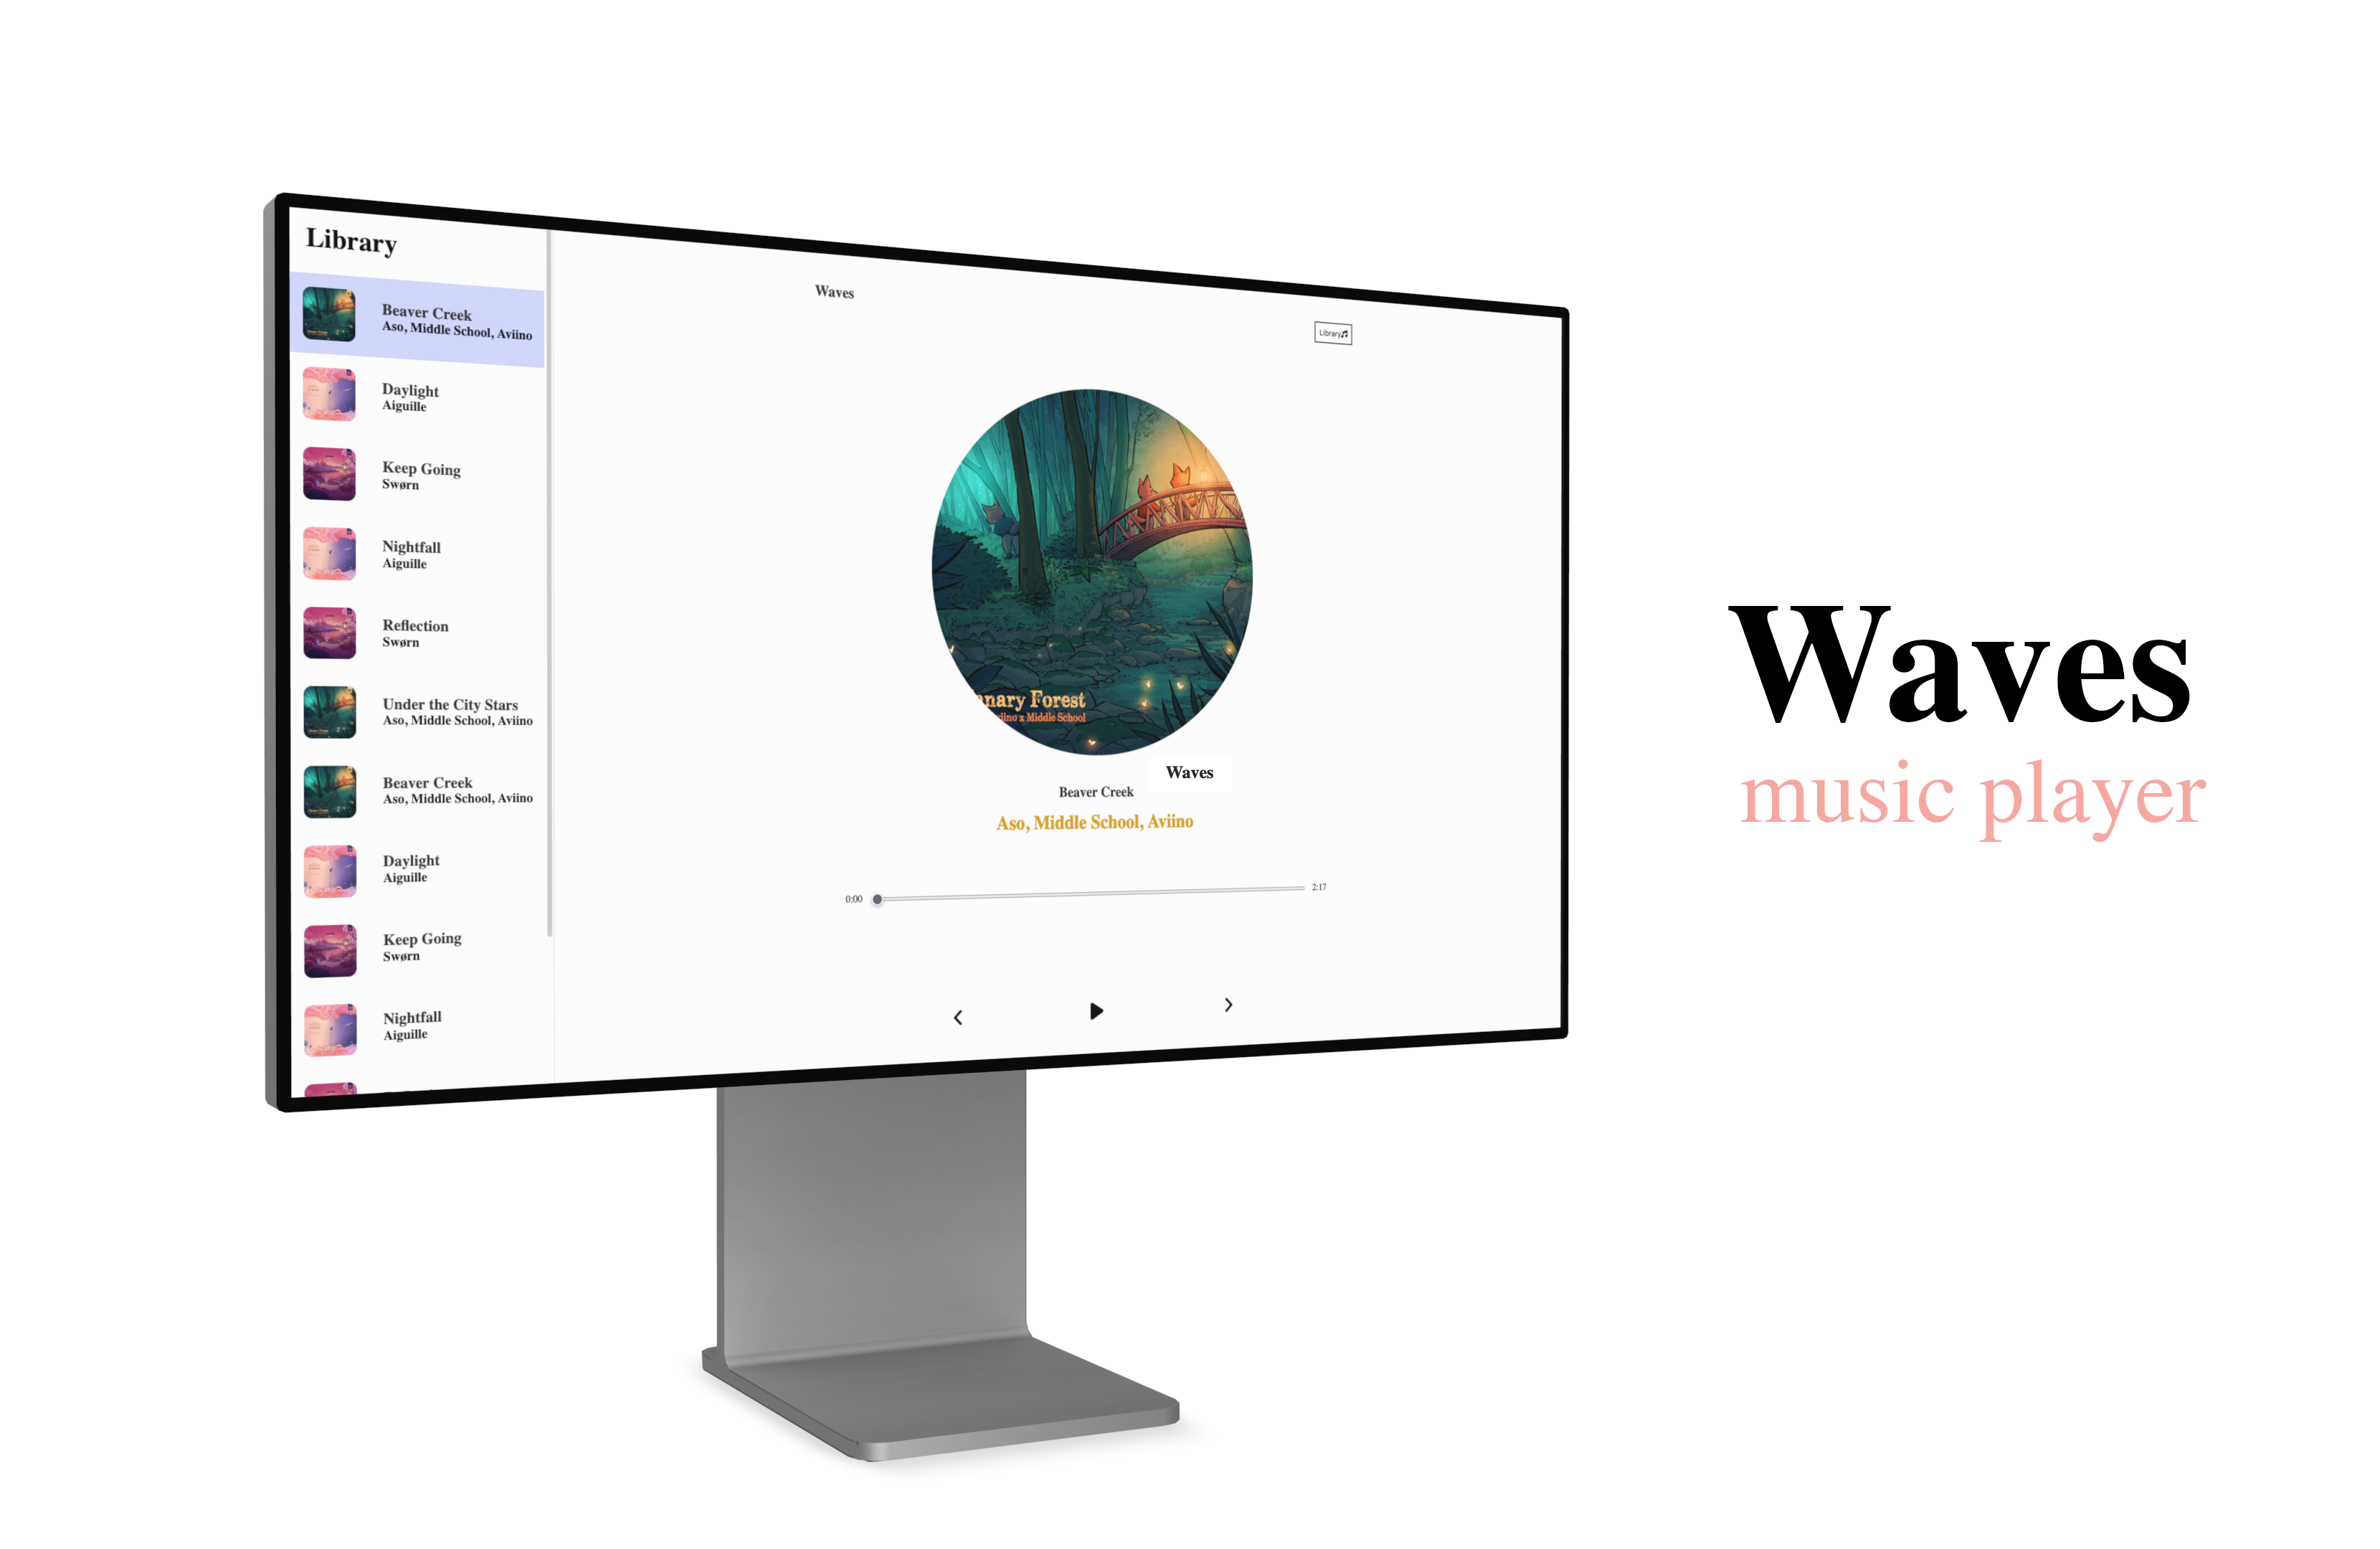 Library
Beaver Creek
Aso, Middle School, Aviino
Daylight
Aiguille
Keep Going
Swørn
Nightfall
Aiguille
Reflection
Swørn
Under the City Stars
Aso, Middle School, Aviino
Beaver Creek
Aso, Middle School, Aviino
Daylight
Aiguille
Keep Going
Swørn
Nightfall
Aiguille
Waves
Library
nary Forest
iino x Middle School
Waves
Beaver Creek
Aso, Middle School, Aviino
0:00 2:17
Waves
music player